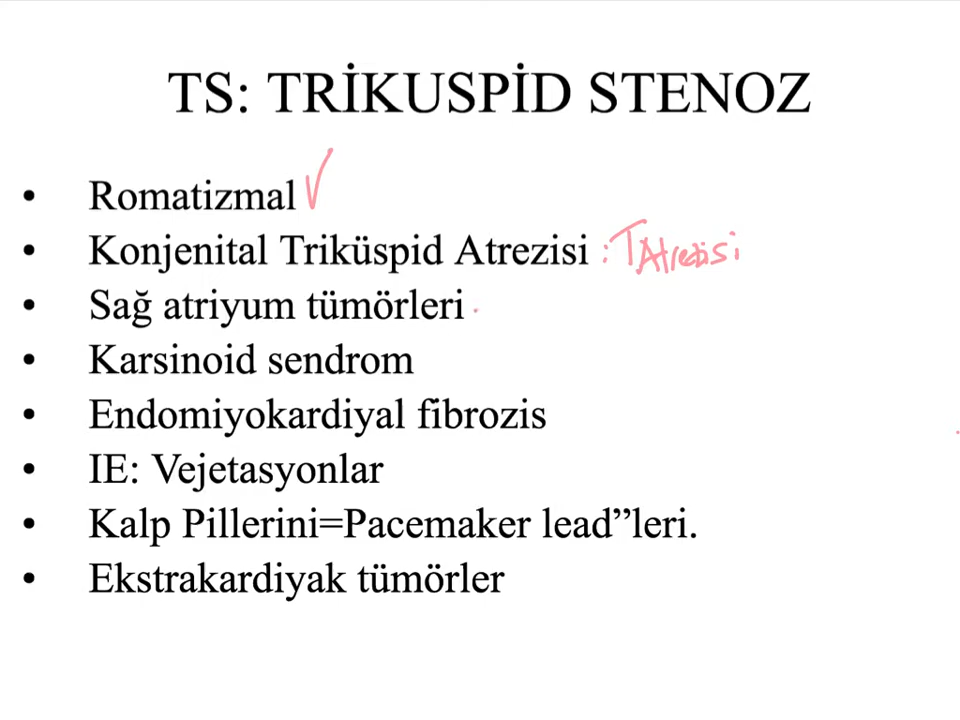 TS: TRİKUSPİD STENOZ
• Romatizmal
• Konjenital Triküspid Atrezisi : T Atrezisi
• Sağ atriyum tümörleri
• Karsinoid sendrom
• Endomiyokardiyal fibrozis
• IE: Vejetasyonlar
• Kalp Pillerini=Pacemaker lead”leri.
• Ekstrakardiyak tümörler